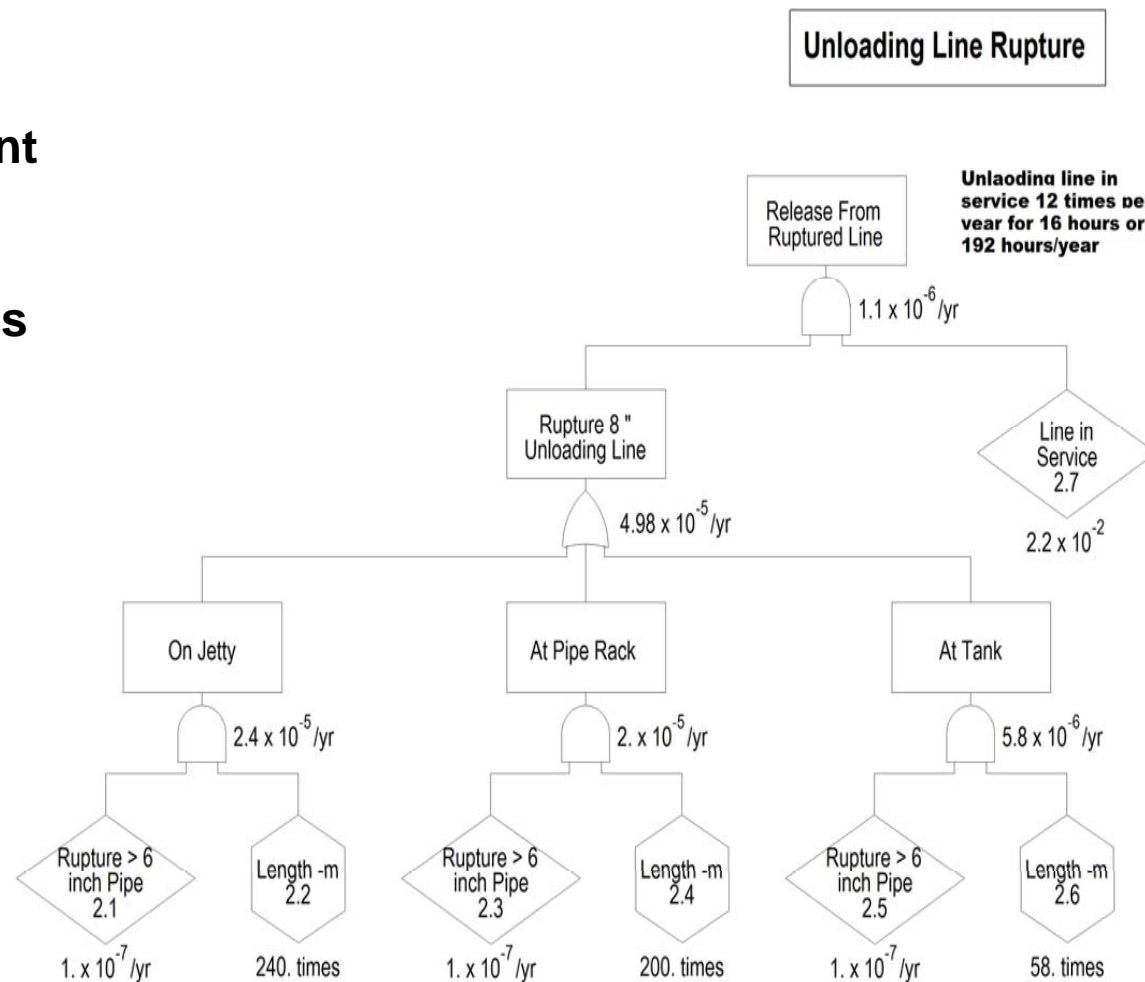 Unloading Line Rupture
nt
s
Release From
Ruptured Line
Unlaoding line in
service 12 times pe
year for 16 hours or
192 hours/year
1.1 x 10^-6 /yr
Rupture 8 "
Unloading Line
Line in
Service
2.7
4.98 x 10^-5 /yr
2.2 x 10^-2
On Jetty
At Pipe Rack
At Tank
2.4 x 10^-5 /yr
2. x 10^-5 /yr
5.8 x 10^-6 /yr
Rupture > 6
inch Pipe
2.1
Length -m
2.2
Rupture > 6
inch Pipe
2.3
Length -m
2.4
Rupture > 6
inch Pipe
2.5
Length -m
2.6
1. x 10^-7 /yr
240. times
1. x 10^-7 /yr
200. times
1. x 10^-7 /yr
58. times